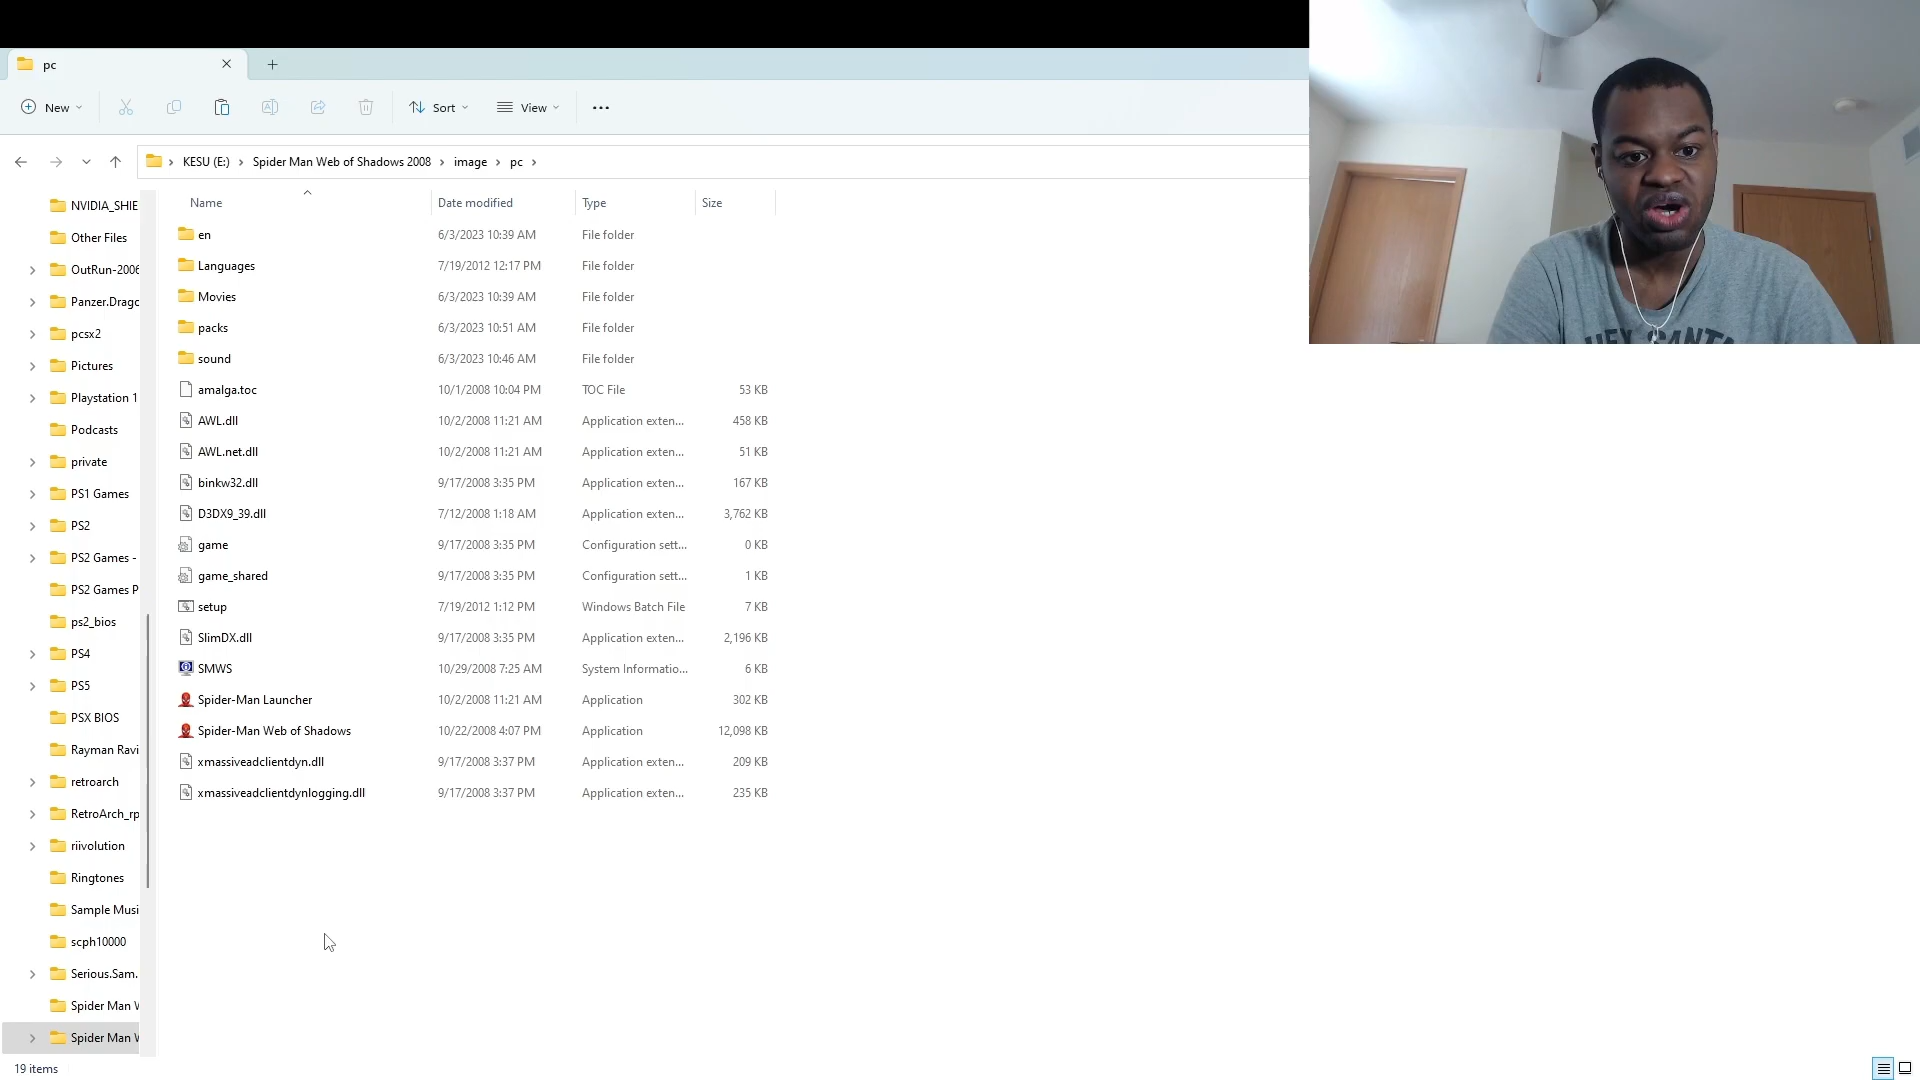 pc
New
Sort
View
KESU (E:) > Spider Man Web of Shadows 2008 > image > pc >
Name Date modified Type Size
NVIDIA_SHIE
Other Files
OutRun-2006
Panzer.Drago
pcsx2
Pictures
Playstation 1
Podcasts
private
PS1 Games
PS2
PS2 Games -
PS2 Games P
ps2_bios
PS4
PS5
PSX BIOS
Rayman Ravi
retroarch
RetroArch_rp
riivolution
Ringtones
Sample Musi
scph10000
Serious.Sam.
Spider Man W
Spider Man W
en 6/3/2023 10:39 AM File folder
Languages 7/19/2012 12:17 PM File folder
Movies 6/3/2023 10:39 AM File folder
packs 6/3/2023 10:51 AM File folder
sound 6/3/2023 10:46 AM File folder
amalga.toc 10/1/2008 10:04 PM TOC File 53 KB
AWL.dll 10/2/2008 11:21 AM Application exten... 458 KB
AWL.net.dll 10/2/2008 11:21 AM Application exten... 51 KB
binkw32.dll 9/17/2008 3:35 PM Application exten... 167 KB
D3DX9_39.dll 7/12/2008 1:18 AM Application exten... 3,762 KB
game 9/17/2008 3:35 PM Configuration sett... 0 KB
game_shared 9/17/2008 3:35 PM Configuration sett... 1 KB
setup 7/19/2012 1:12 PM Windows Batch File 7 KB
SlimDX.dll 9/17/2008 3:35 PM Application exten... 2,196 KB
SMWS 10/29/2008 7:25 AM System Informatio... 6 KB
Spider-Man Launcher 10/2/2008 11:21 AM Application 302 KB
Spider-Man Web of Shadows 10/22/2008 4:07 PM Application 12,098 KB
xmassiveadclientdyn.dll 9/17/2008 3:37 PM Application exten... 209 KB
xmassiveadclientdynlogging.dll 9/17/2008 3:37 PM Application exten... 235 KB
19 items
HEY SANTA